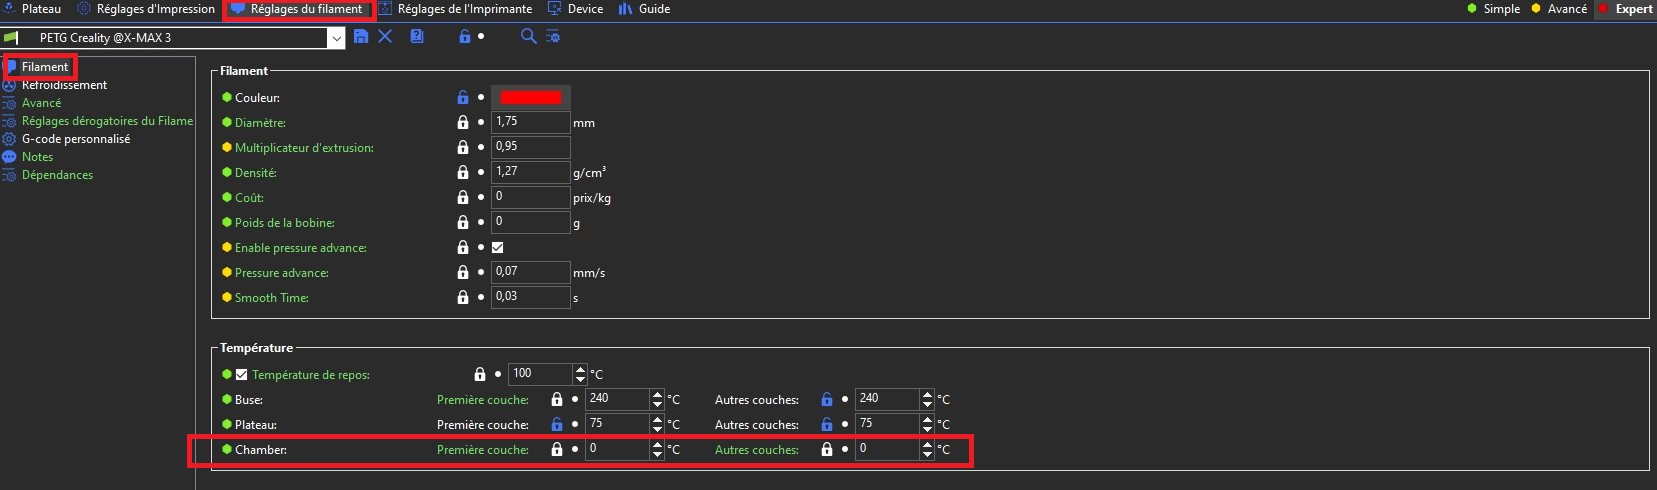 Plateau Réglages d'Impression Réglages du filament Réglages de l'Imprimante Device Guide Simple Avancé Expert
PETG Creality @X-MAX 3
Filament
Refroidissement
Avancé
Réglages dérogatoires du Filame
G-code personnalisé
Notes
Dépendances
Filament
Couleur:
Diamètre: 1,75 mm
Multiplicateur d'extrusion: 0,95
Densité: 1,27 g/cm³
Coût: 0 prix/kg
Poids de la bobine: 0 g
Enable pressure advance:
Pressure advance: 0,07 mm/s
Smooth Time: 0,03 s
Température
Température de repos: 100 °C
Buse: Première couche: 240 °C Autres couches: 240 °C
Plateau: Première couche: 75 °C Autres couches: 75 °C
Chamber: Première couche: 0 °C Autres couches: 0 °C